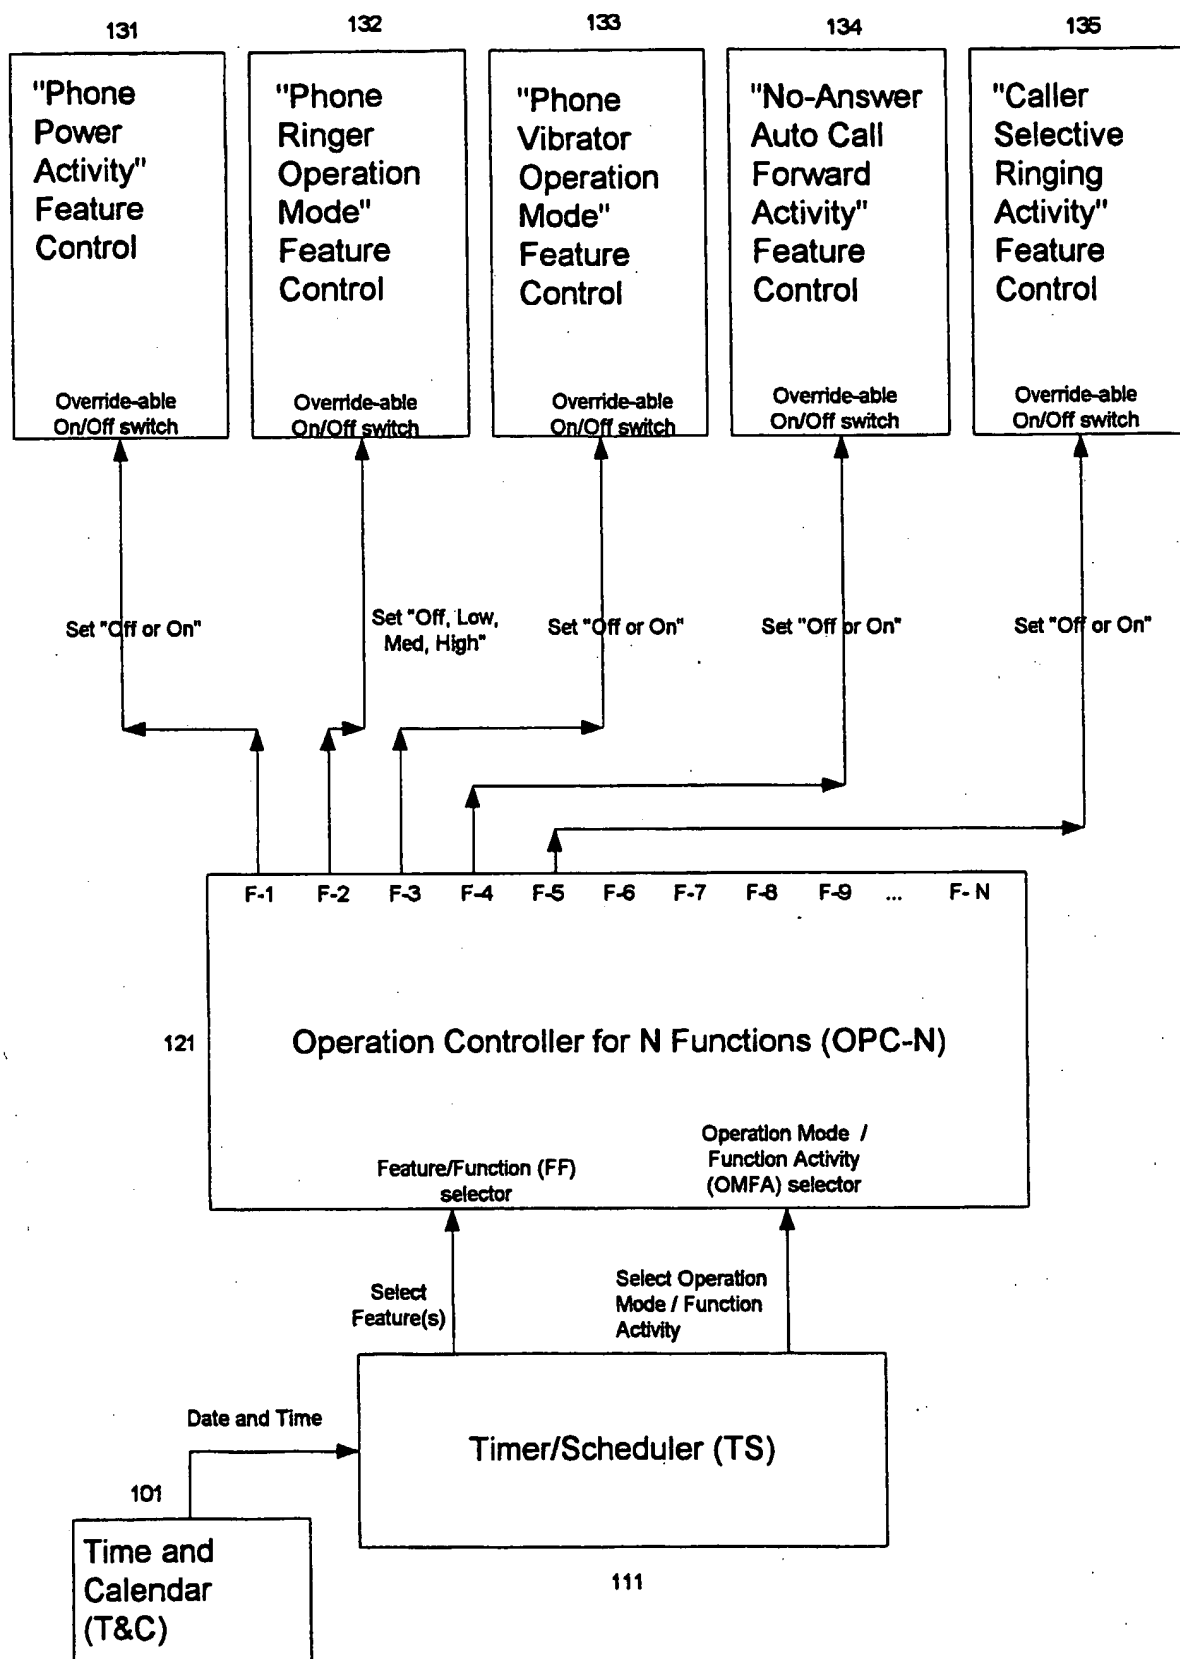 131
132
133
134
135
"Phone
Power
Activity"
Feature
Control
Override-able
On/Off switch
"Phone
Ringer
Operation
Mode"
Feature
Control
Override-able
On/Off switch
"Phone
Vibrator
Operation
Mode"
Feature
Control
Override-able
On/Off switch
"No-Answer
Auto Call
Forward
Activity"
Feature
Control
Override-able
On/Off switch
"Caller
Selective
Ringing
Activity"
Feature
Control
Override-able
On/Off switch
Set "Off or On"
Set "Off, Low,
Med, High"
Set "Off or On"
Set "Off or On"
Set "Off or On"
F-1 F-2 F-3 F-4 F-5 F-6 F-7 F-8 F-9 ... F- N
121
Operation Controller for N Functions (OPC-N)
Feature/Function (FF)
selector
Operation Mode /
Function Activity
(OMFA) selector
Select
Feature(s)
Select Operation
Mode / Function
Activity
Date and Time
Timer/Scheduler (TS)
111
101
Time and
Calendar
(T&C)